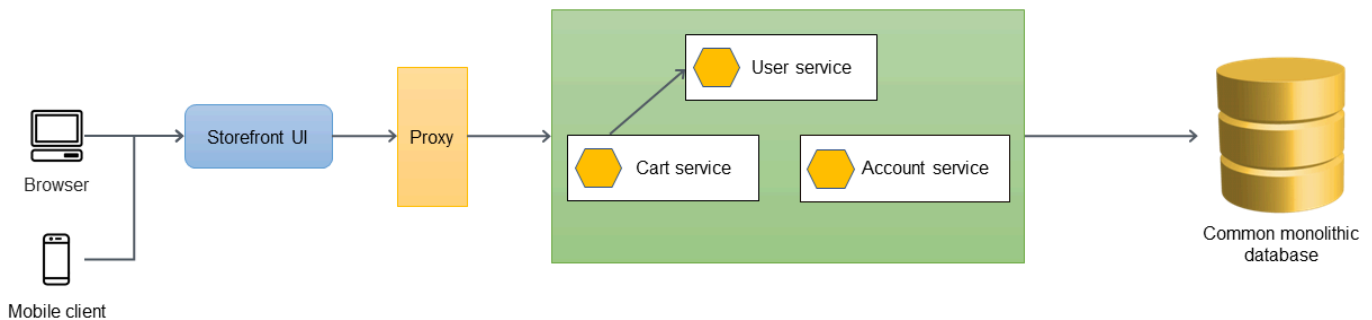 Browser
Mobile client
Storefront UI
Proxy
User service
Cart service
Account service
Common monolithic
database